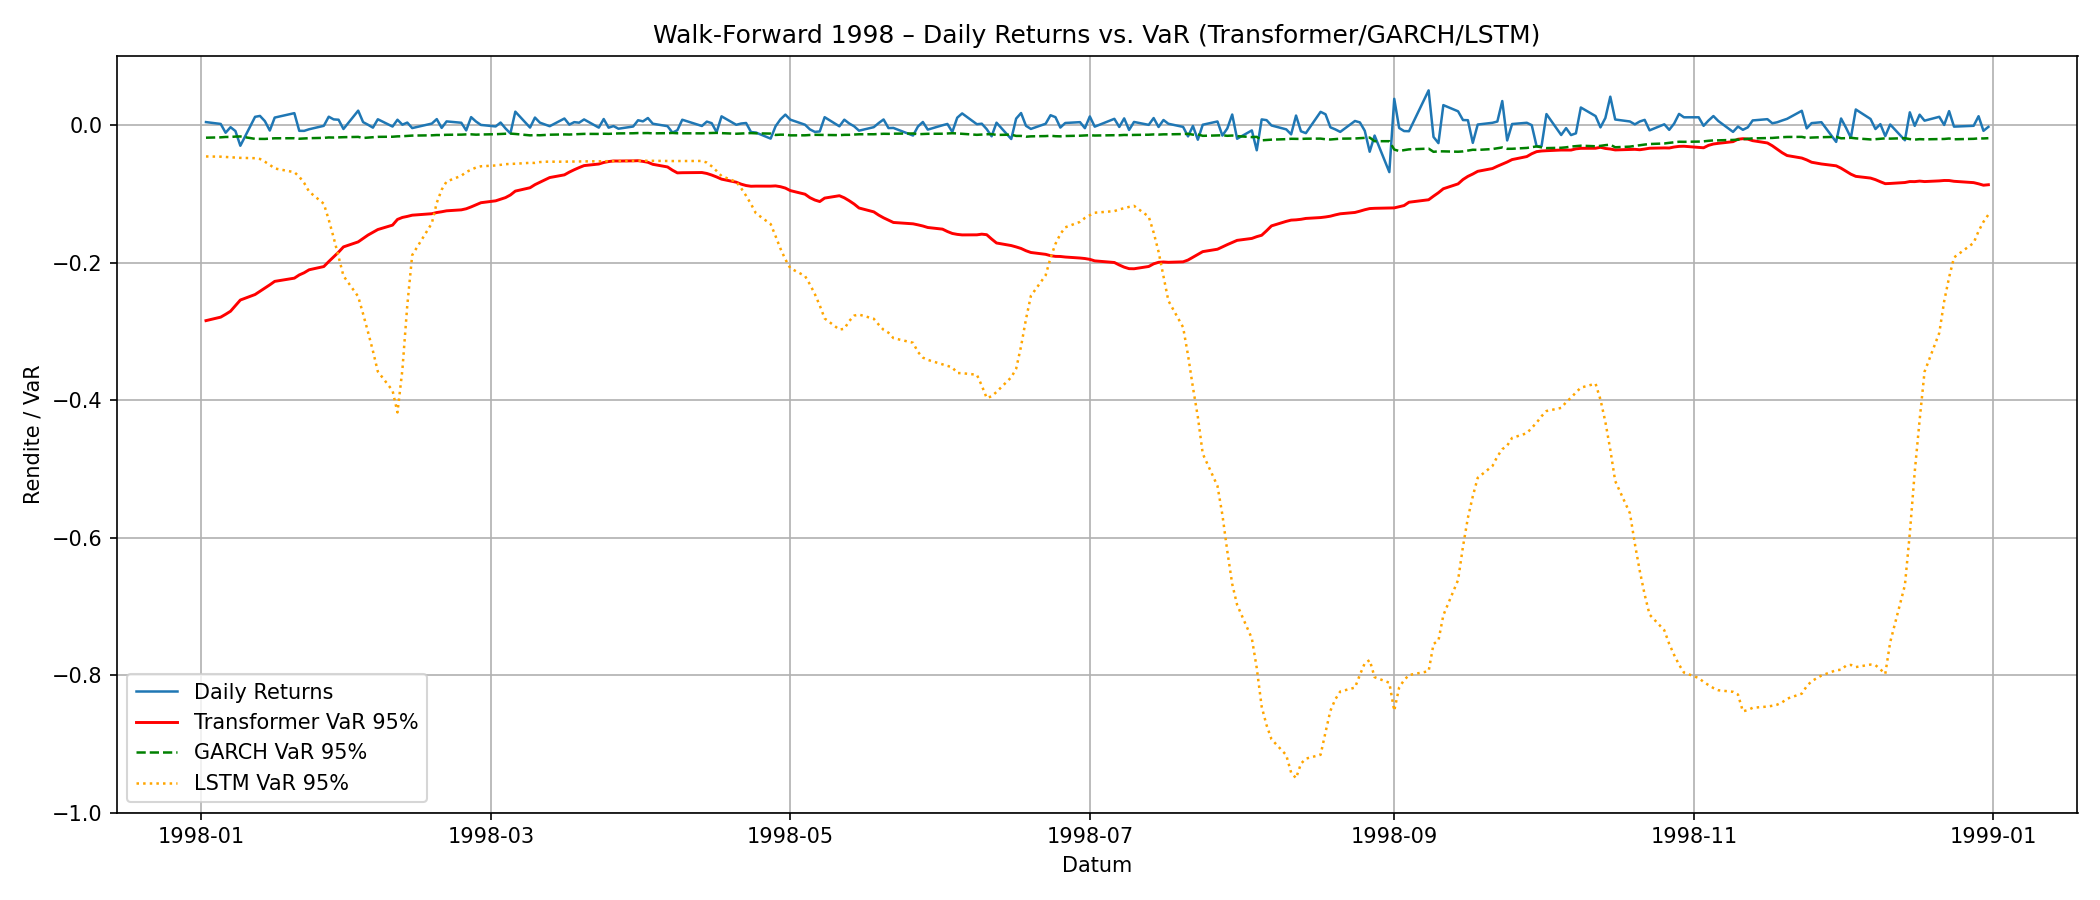 Walk-Forward 1998 – Daily Returns vs. VaR (Transformer/GARCH/LSTM)
Rendite / VaR
0.0
−0.2
−0.4
−0.6
−0.8
−1.0
Daily Returns
Transformer VaR 95%
GARCH VaR 95%
LSTM VaR 95%
1998-01 1998-03 1998-05 1998-07 1998-09 1998-11 1999-01
Datum